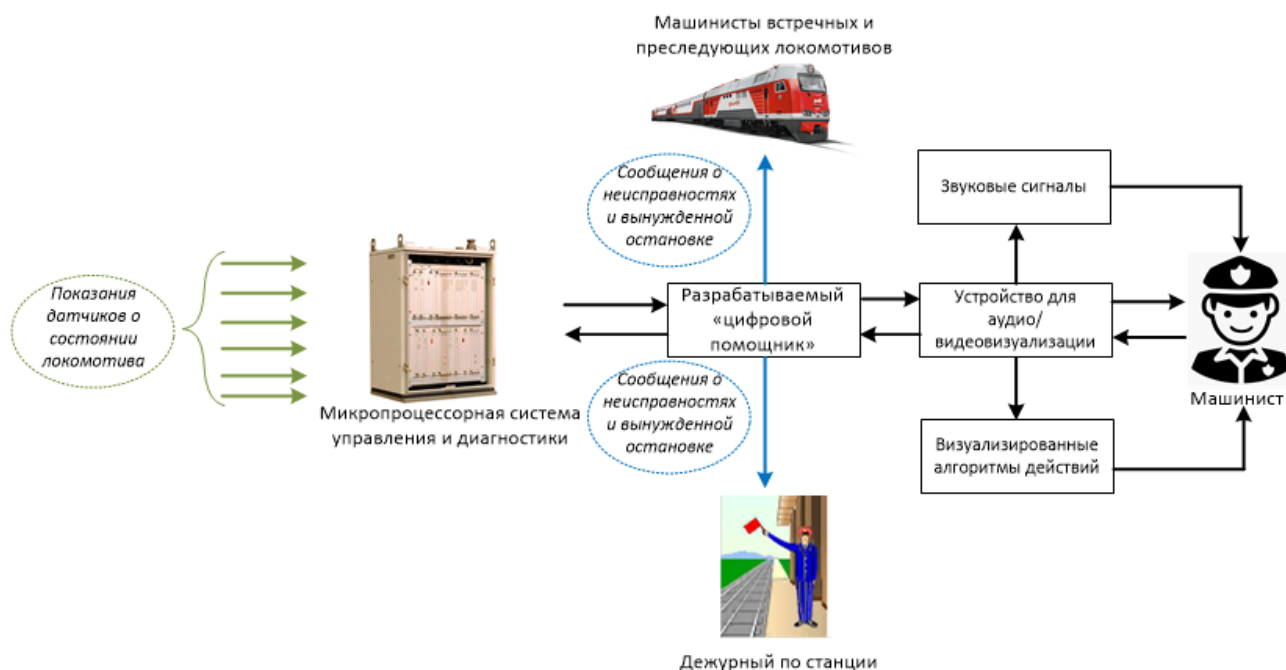 Машинисты встречных и
преследующих локомотивов
Сообщения о
неисправностях
и вынужденной
остановке
Звуковые сигналы
Показания
датчиков о
состоянии
локомотива
Микропроцессорная система
управления и диагностики
Разрабатываемый
«цифровой
помощник»
Устройство для
аудио/
видеовизуализации
Машинист
Сообщения о
неисправностях
и вынужденной
остановке
Визуализированные
алгоритмы действий
Дежурный по станции